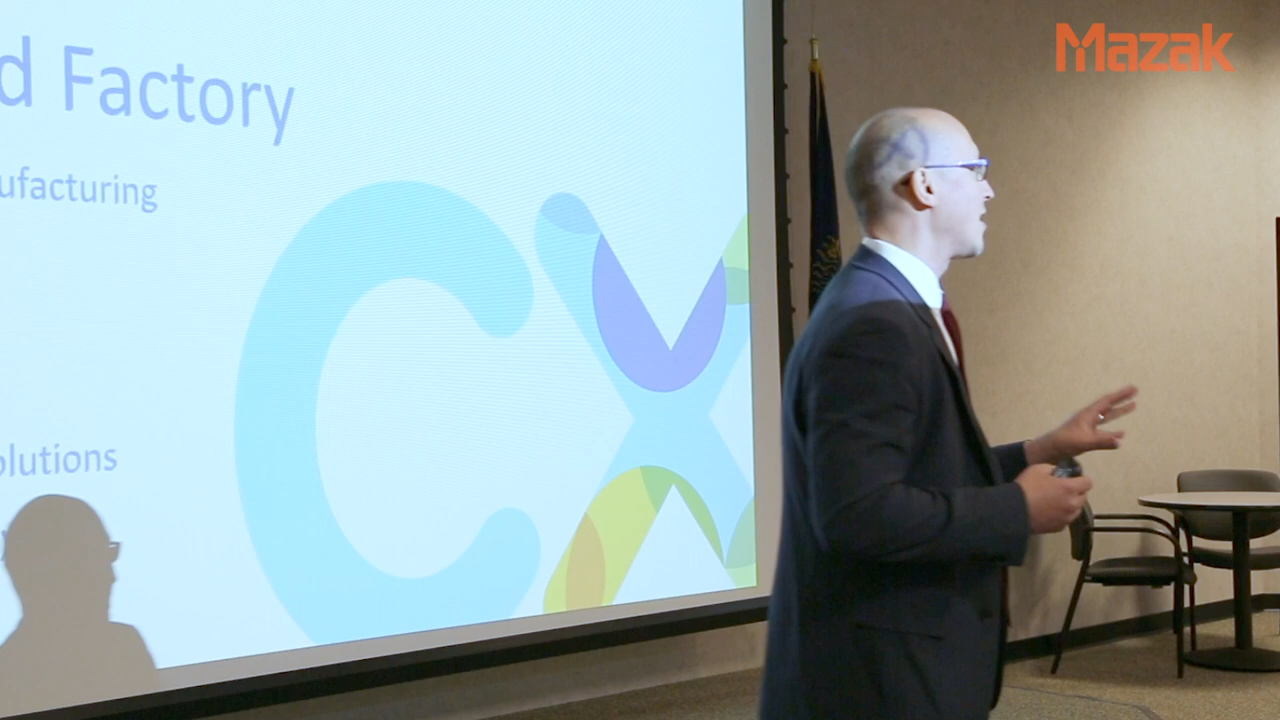 Mazak
d Factory
ufacturing
olutions
CX